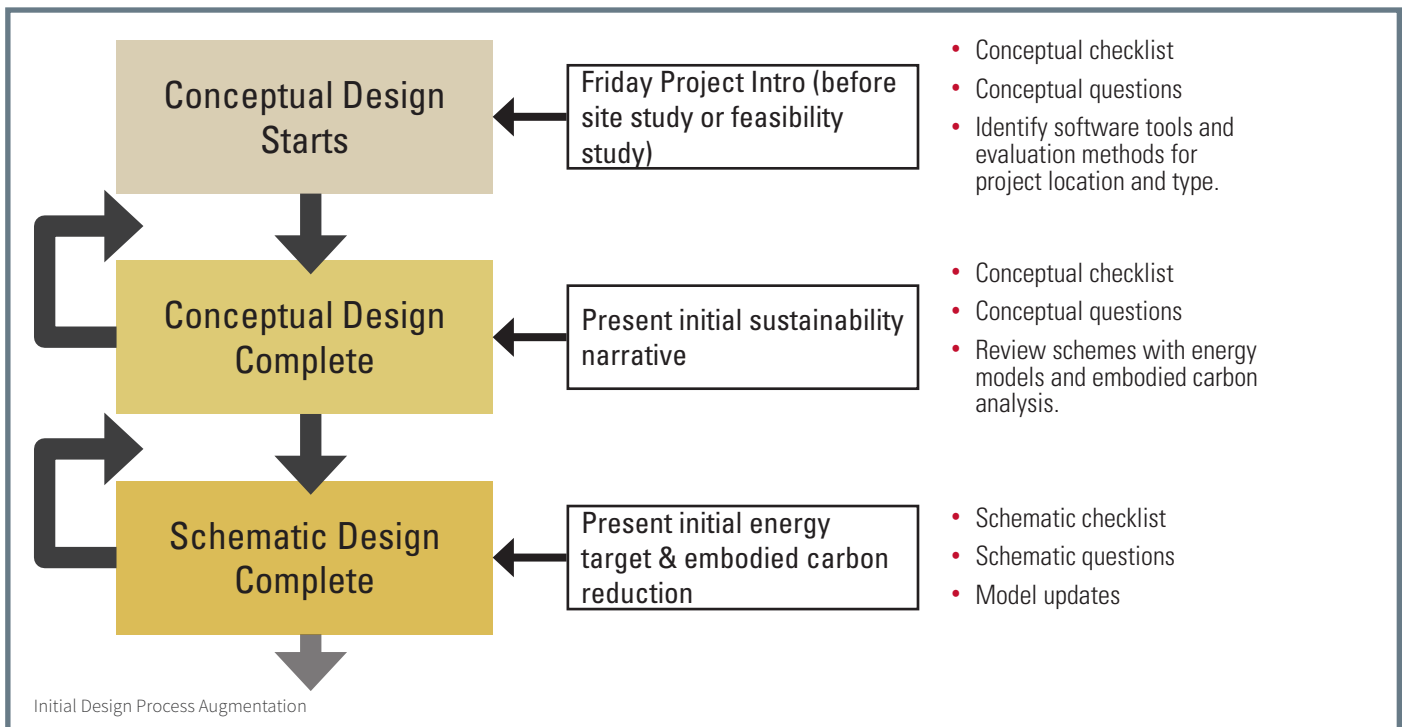 Conceptual Design
Starts
Friday Project Intro (before
site study or feasibility
study)
• Conceptual checklist
• Conceptual questions
• Identify software tools and
evaluation methods for
project location and type.
Conceptual Design
Complete
Present initial sustainability
narrative
• Conceptual checklist
• Conceptual questions
• Review schemes with energy
models and embodied carbon
analysis.
Schematic Design
Complete
Present initial energy
target & embodied carbon
reduction
• Schematic checklist
• Schematic questions
• Model updates
Initial Design Process Augmentation